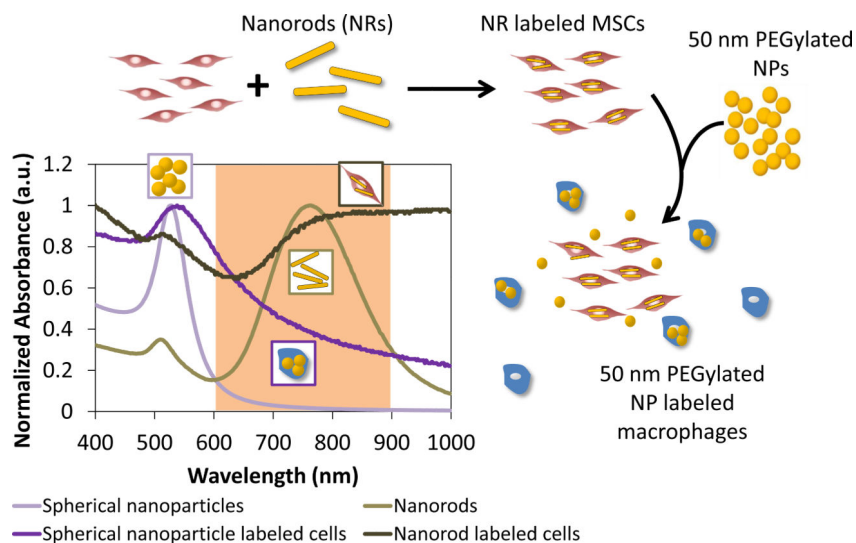 Nanorods (NRs)
NR labeled MSCs
50 nm PEGylated
NPs
+
Normalized Absorbance (a.u.)
1.2
1
0.8
0.6
0.4
0.2
0
400 500 600 700 800 900 1000
Wavelength (nm)
50 nm PEGylated
NP labeled
macrophages
Spherical nanoparticles
Nanorods
Spherical nanoparticle labeled cells
Nanorod labeled cells